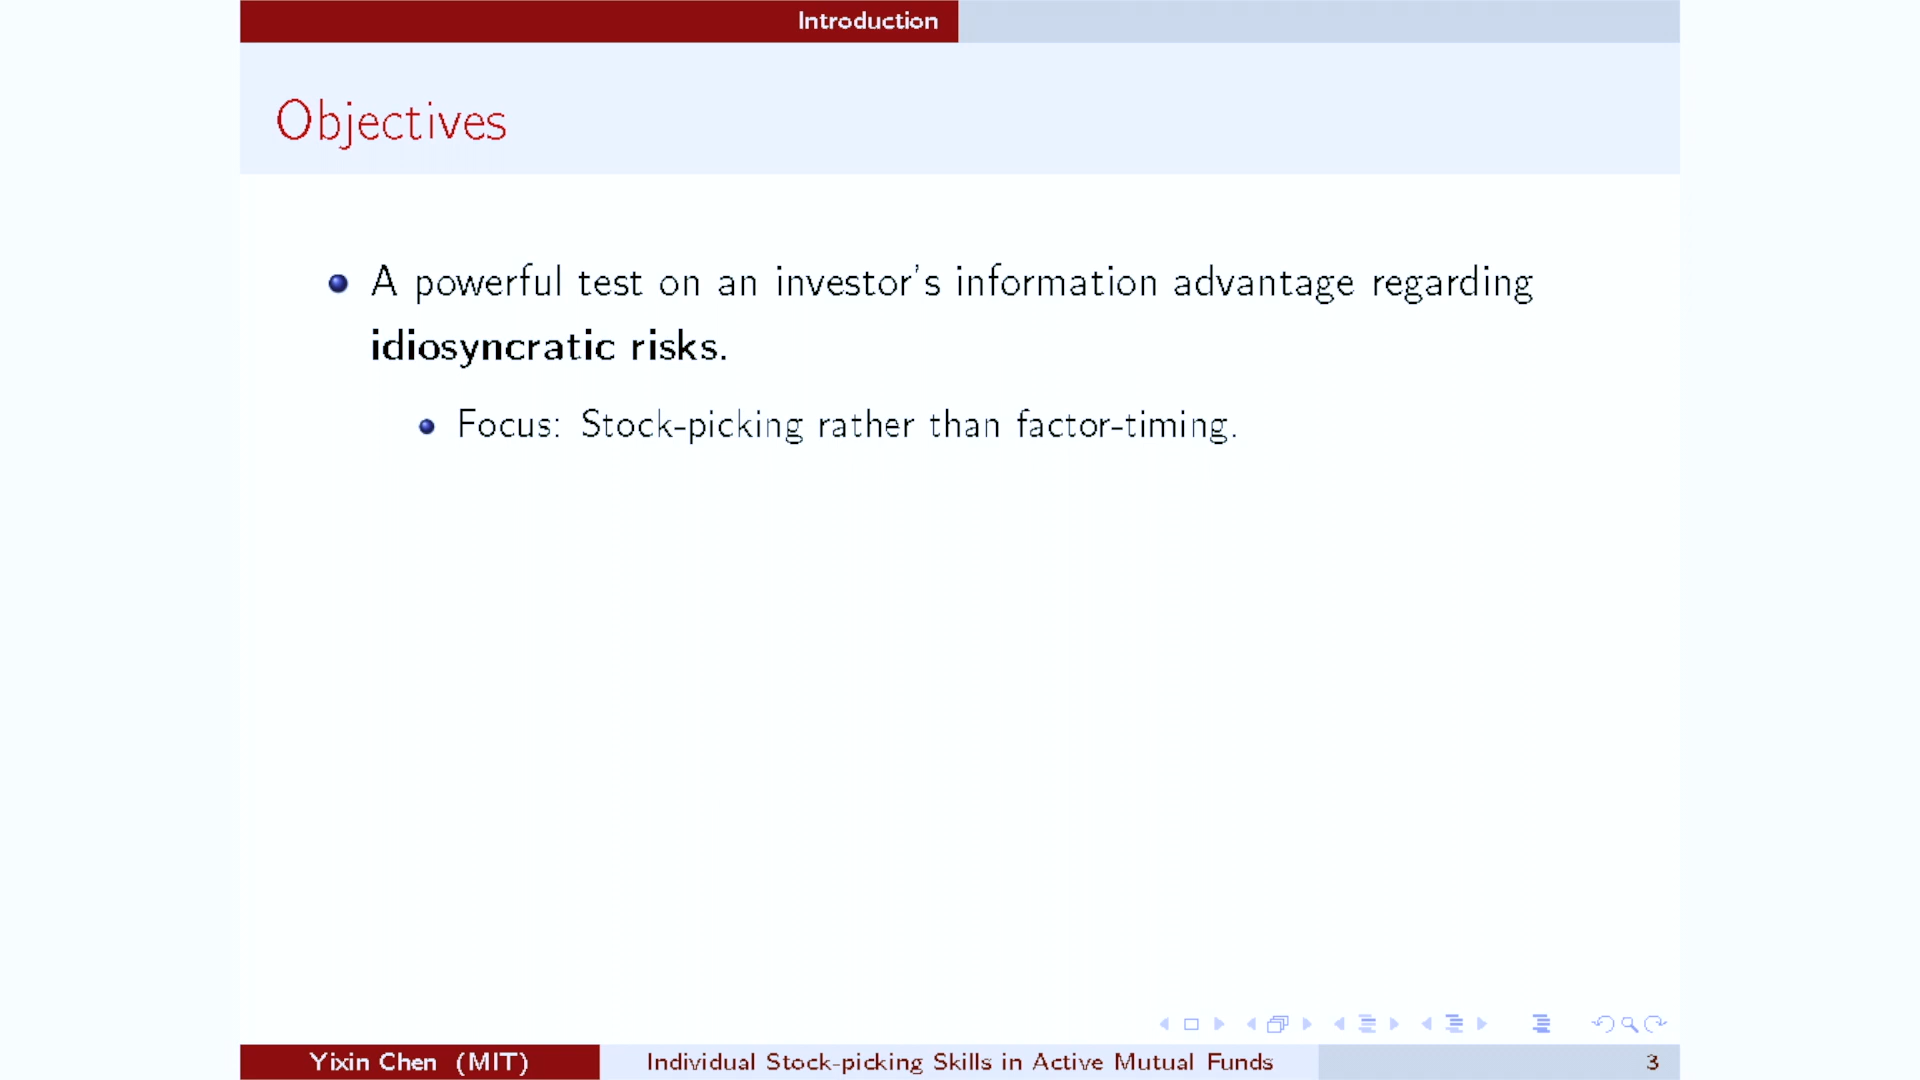 Introduction
Objectives
A powerful test on an investor's information advantage regarding
idiosyncratic risks.
Focus: Stock-picking rather than factor-timing.
Yixin Chen (MIT)
Individual Stock-picking Skills in Active Mutual Funds
3